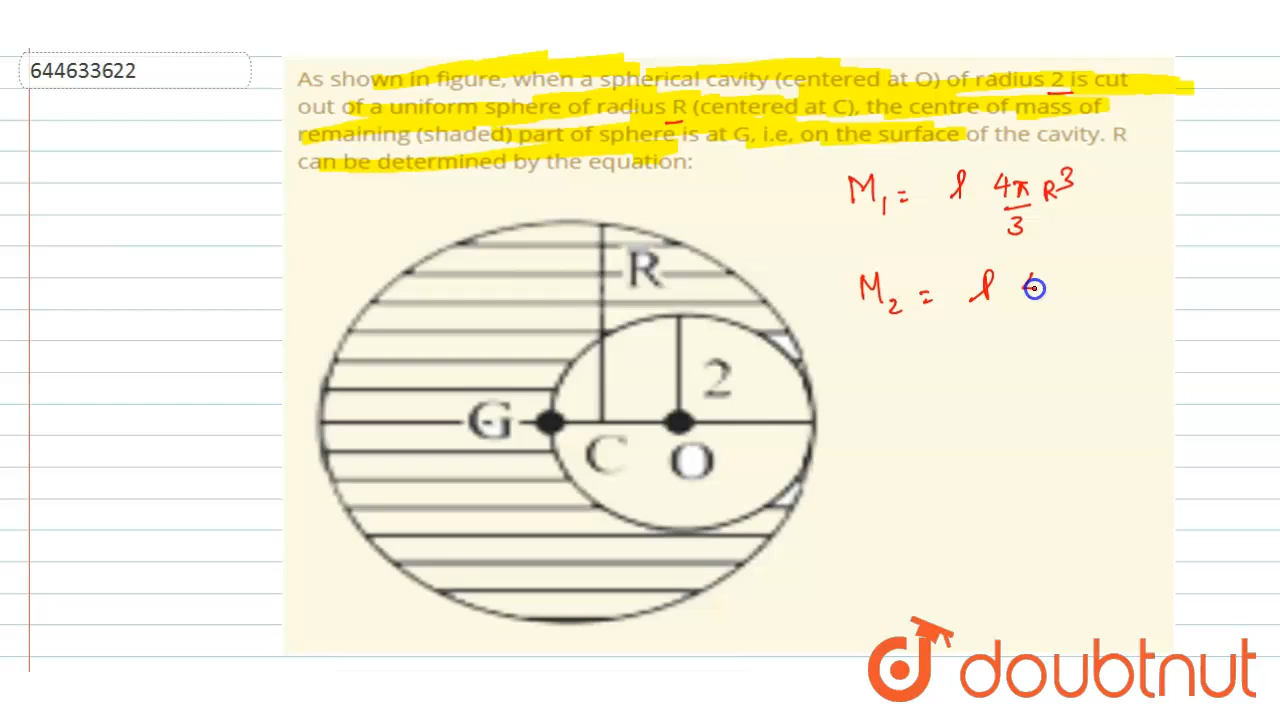 644633622
As shown in figure, when a spherical cavity (centered at O) of radius 2 is cut
out of a uniform sphere of radius R (centered at C), the centre of mass of
remaining (shaded) part of sphere is at G, i.e, on the surface of the cavity. R
can be determined by the equation:
M₁ = ρ 4π/3 R³
M₂ = ρ
R
2
G
C
O
doubtnut